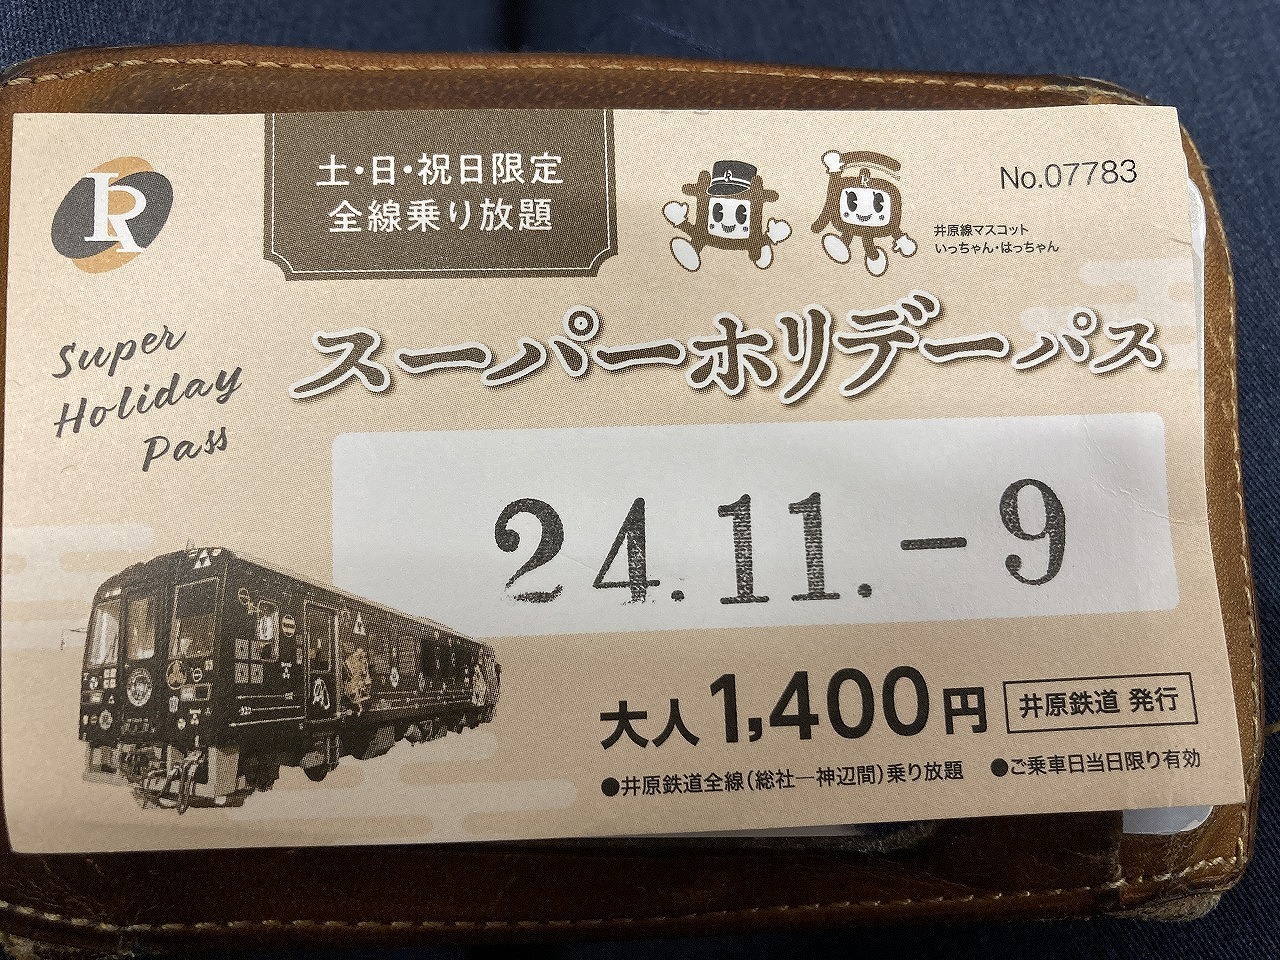 IR
土・日・祝日限定
全線乗り放題
No.07783
井原線マスコット
いっちゃん・はっちゃん
Super
Holiday
Pass
スーパーホリデーパス
24.11.-9
大人1,400円
井原鉄道 発行
●井原鉄道全線（総社―神辺間）乗り放題 ●ご乗車日当日限り有効